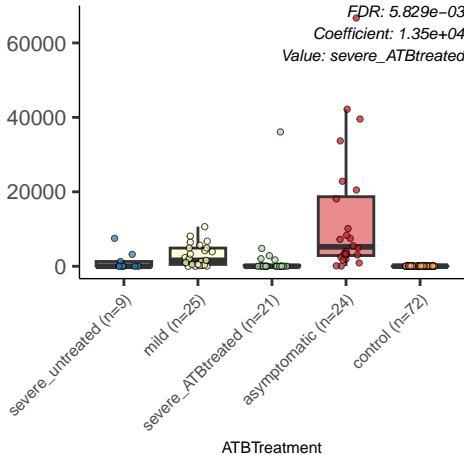 FDR: 5.829e−03
Coefficient: 1.35e+04
Value: severe_ATBtreated
60000
40000
20000
0
severe_untreated (n=9)
mild (n=25)
severe_ATBtreated (n=21)
asymptomatic (n=24)
control (n=72)
ATBTreatment